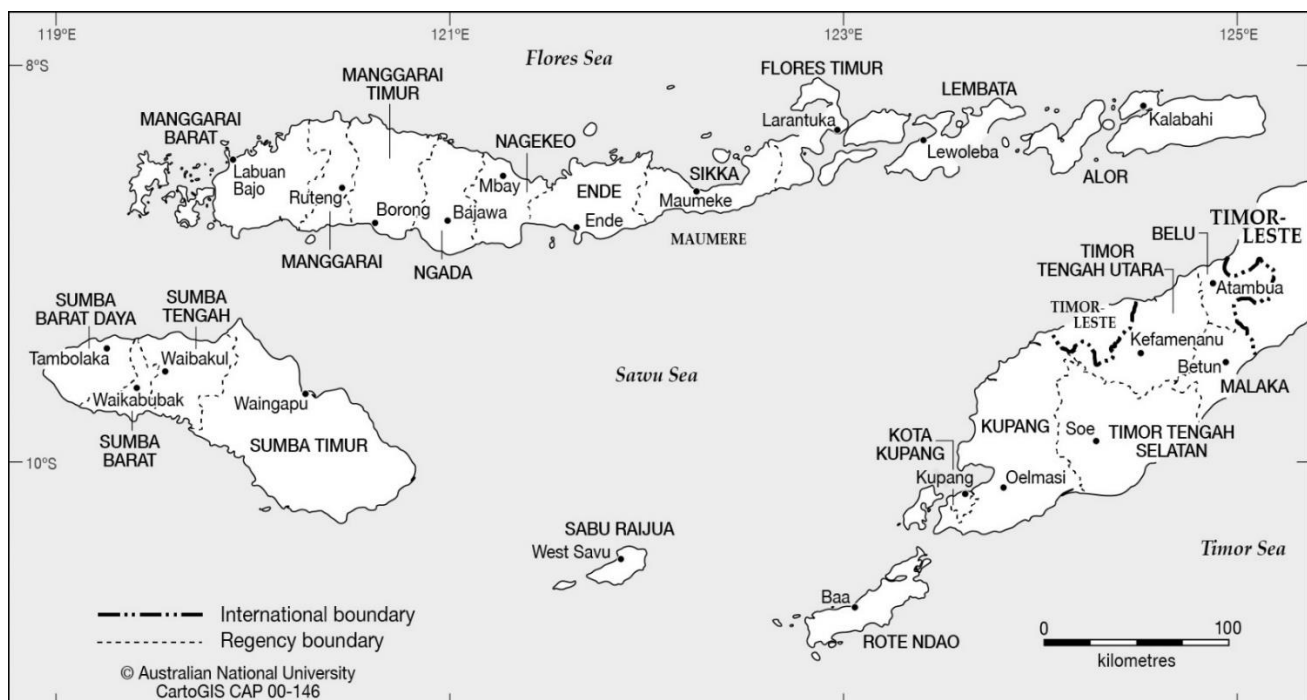 119°E
121°E
123°E
125°E
8°S
Flores Sea
MANGGARAI
TIMUR
FLORES TIMUR
LEMBATA
MANGGARAI
BARAT
NAGEKEO
Larantuka
Kalabahi
Labuan
Bajo
Mbay
SIKKA
Lewoleba
Ruteng
ENDE
Maumeke
ALOR
Borong
Bajawa
Ende
MAUMERE
TIMOR-
LESTE
MANGGARAI
NGADA
BELU
TIMOR
TENGAH UTARA
Atambua
SUMBA
BARAT DAYA
SUMBA
TENGAH
TIMOR-
LESTE
Tambolaka
Waibakul
Kefamenanu
Betun
Sawu Sea
MALAKA
Waikabubak
Waingapu
SUMBA
BARAT
SUMBA TIMUR
KOTA
KUPANG
KUPANG
Soe
TIMOR TENGAH
SELATAN
10°S
Kupang
Oelmasi
SABU RAIJUA
West Savu
Timor Sea
Baa
ROTE NDAO
International boundary
Regency boundary
0
100
kilometres
© Australian National University
CartoGIS CAP 00-146